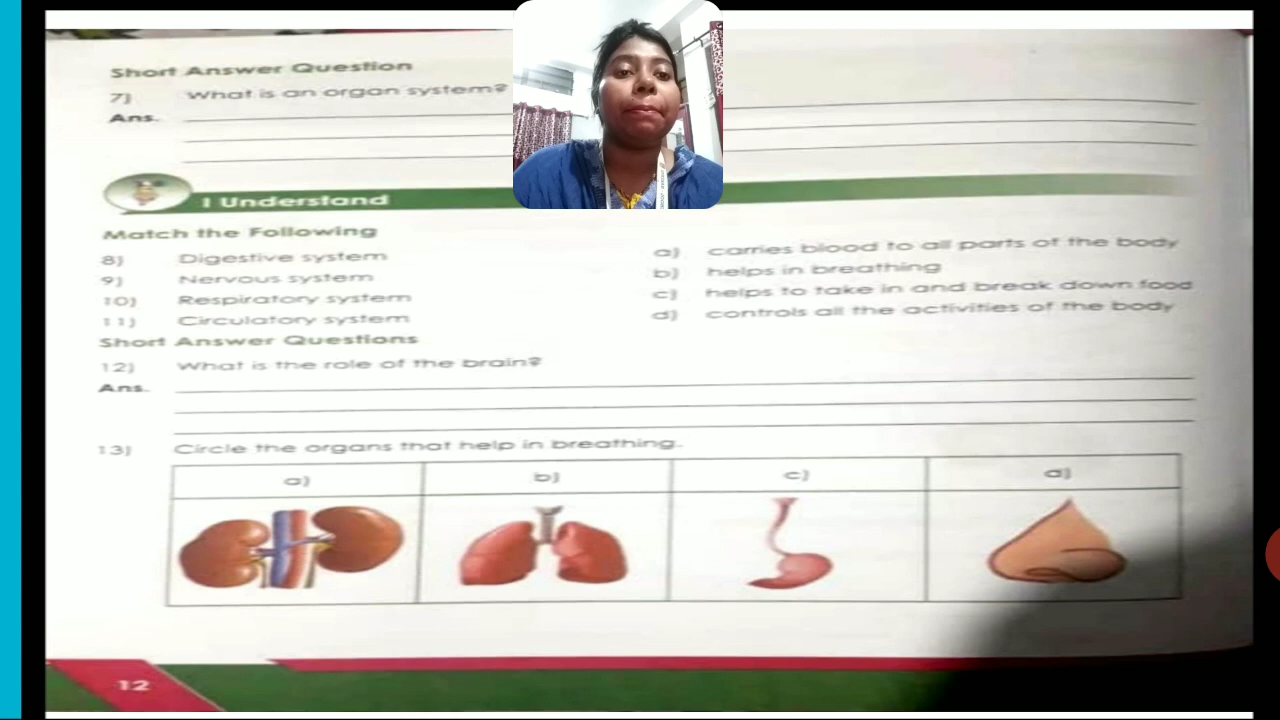 Short Answer Question
7) What is an organ system?
Ans.
I Understand
Match the Following
8) Digestive system a) carries blood to all parts of the body
9) Nervous system b) helps in breathing
10) Respiratory system c) helps to take in and break down food
11) Circulatory system d) controls all the activities of the body
Short Answer Questions
12) What is the role of the brain?
Ans.
13) Circle the organs that help in breathing.
a) b) c) d)
12